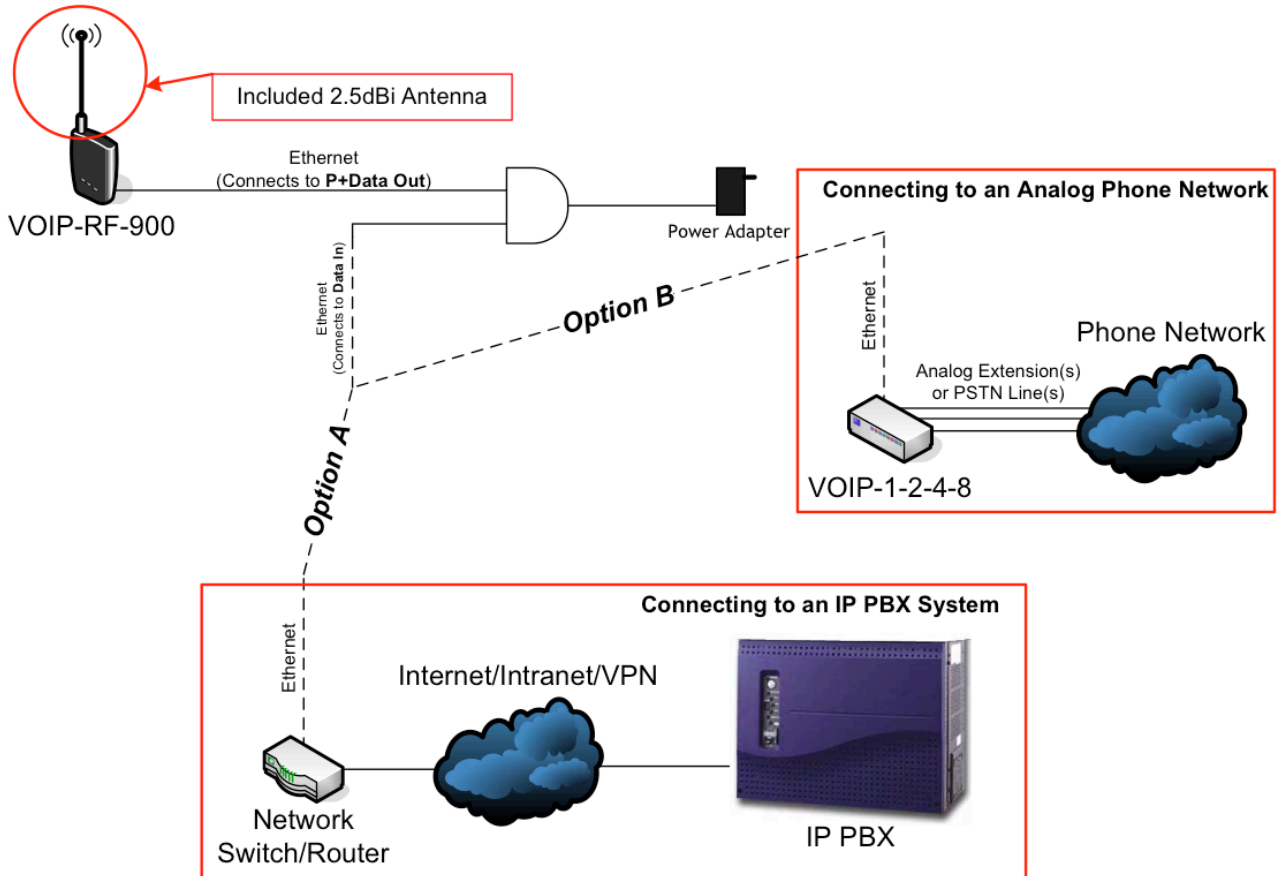 Included 2.5dBi Antenna
Ethernet
(Connects to P+Data Out)
VOIP-RF-900
Power Adapter
Connecting to an Analog Phone Network
Ethernet
(Connects to Data In)
Option B
Ethernet
Phone Network
Analog Extension(s)
or PSTN Line(s)
VOIP-1-2-4-8
Option A
Connecting to an IP PBX System
Ethernet
Internet/Intranet/VPN
Network
Switch/Router
IP PBX